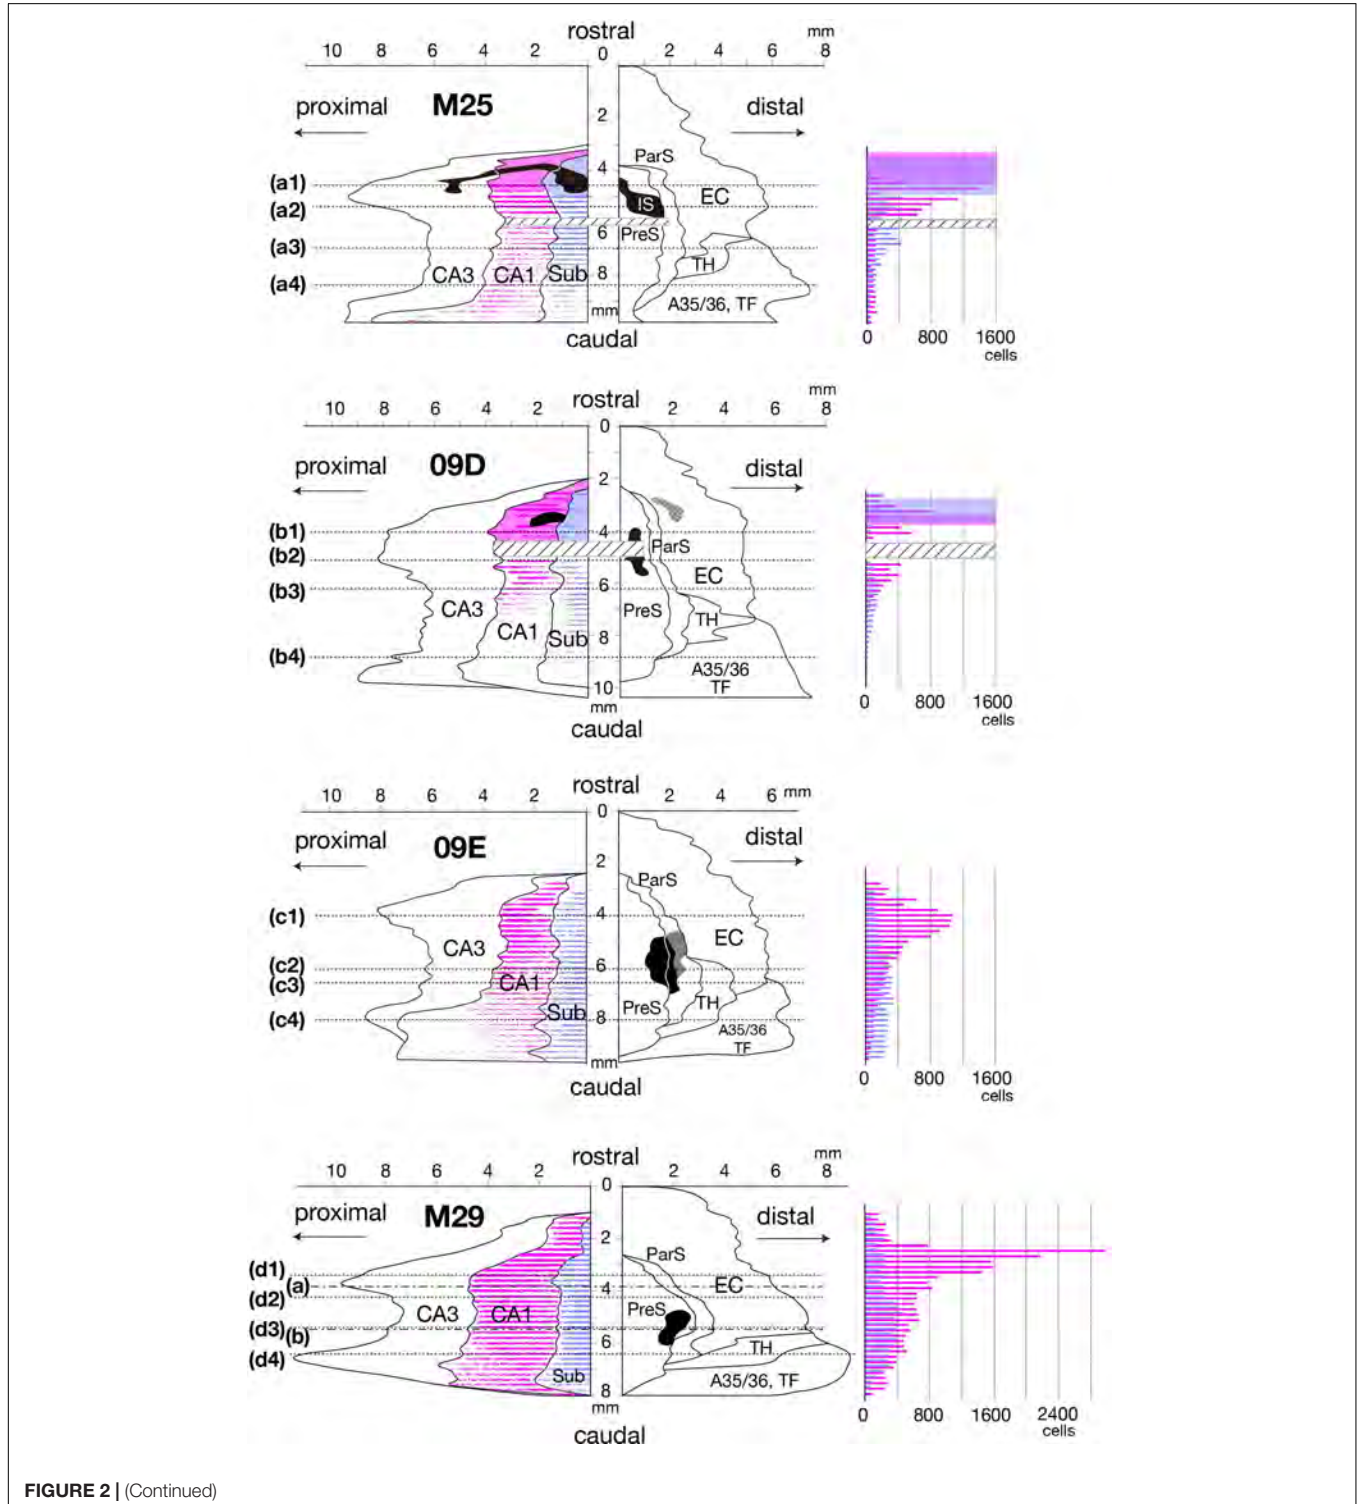 rostral
mm
10 8 6 4 2 0 2 4 6 8
proximal M25 distal
2
ParS
4
(a1)
EC
IS
(a2)
6
PreS
(a3)
TH
CA3 CA1 Sub
8
(a4)
A35/36, TF
mm
0 800 1600
caudal
cells
mm
10 8 6 4 2 rostral 2 4 6 8
0
proximal 09D distal
2
(b1)
4
ParS
(b2)
EC
6
(b3)
CA3 PreS TH
CA1 Sub
8
(b4)
A35/36
TF
10
mm
0 800 1600
caudal
cells
rostral
10 8 6 4 2 2 4 6 mm
0
proximal 09E distal
2
ParS
(c1)
4
CA3 EC
(c2)
6
(c3)
CA1
PreS TH
Sub
(c4)
8
A35/36
TF
mm
0 800 1600
caudal
cells
mm
rostral
10 8 6 4 2 2 4 6 8
0
proximal M29 distal
2
ParS
(d1)
(a)
4
EC
(d2)
CA3 CA1 PreS
(d3)
(b)
6
TH
(d4)
Sub A35/36, TF
8
mm
0 800 1600 2400
cells
caudal
FIGURE 2 | (Continued)